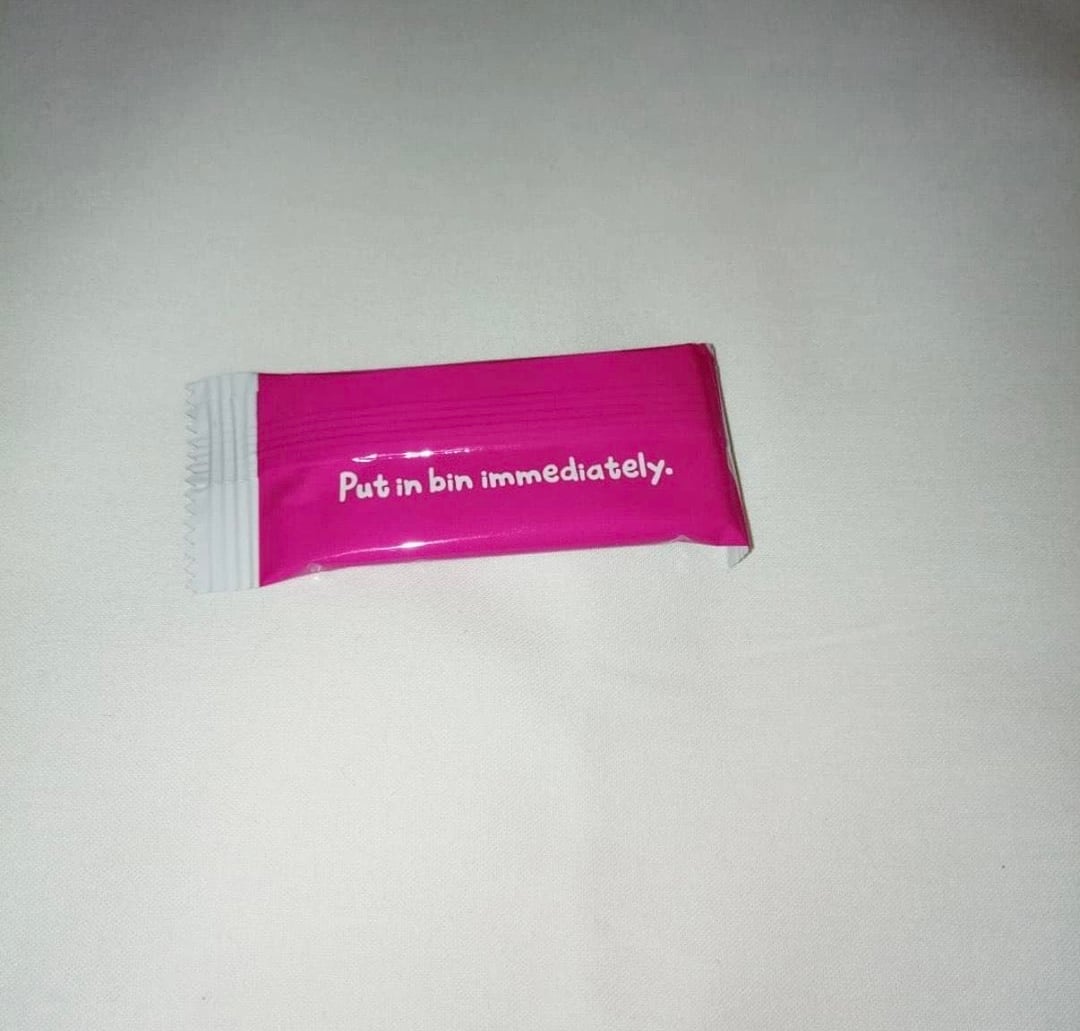 Put in bin immediately.